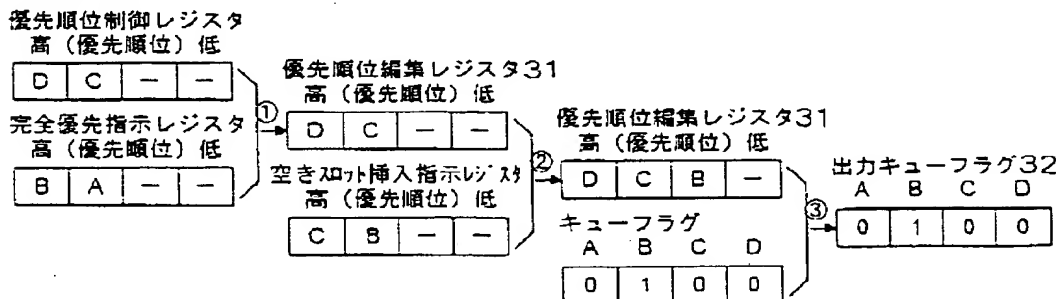 優先順位制御レジスタ
高（優先順位）低
D C － －
完全優先指示レジスタ
高（優先順位）低
B A － －
①
優先順位編集レジスタ31
高（優先順位）低
D C － －
空きスロット挿入指示レジスタ
高（優先順位）低
C B － －
②
優先順位編集レジスタ31
高（優先順位）低
D C B －
キューフラグ
A B C D
0 1 0 0
③
出力キューフラグ32
A B C D
0 1 0 0